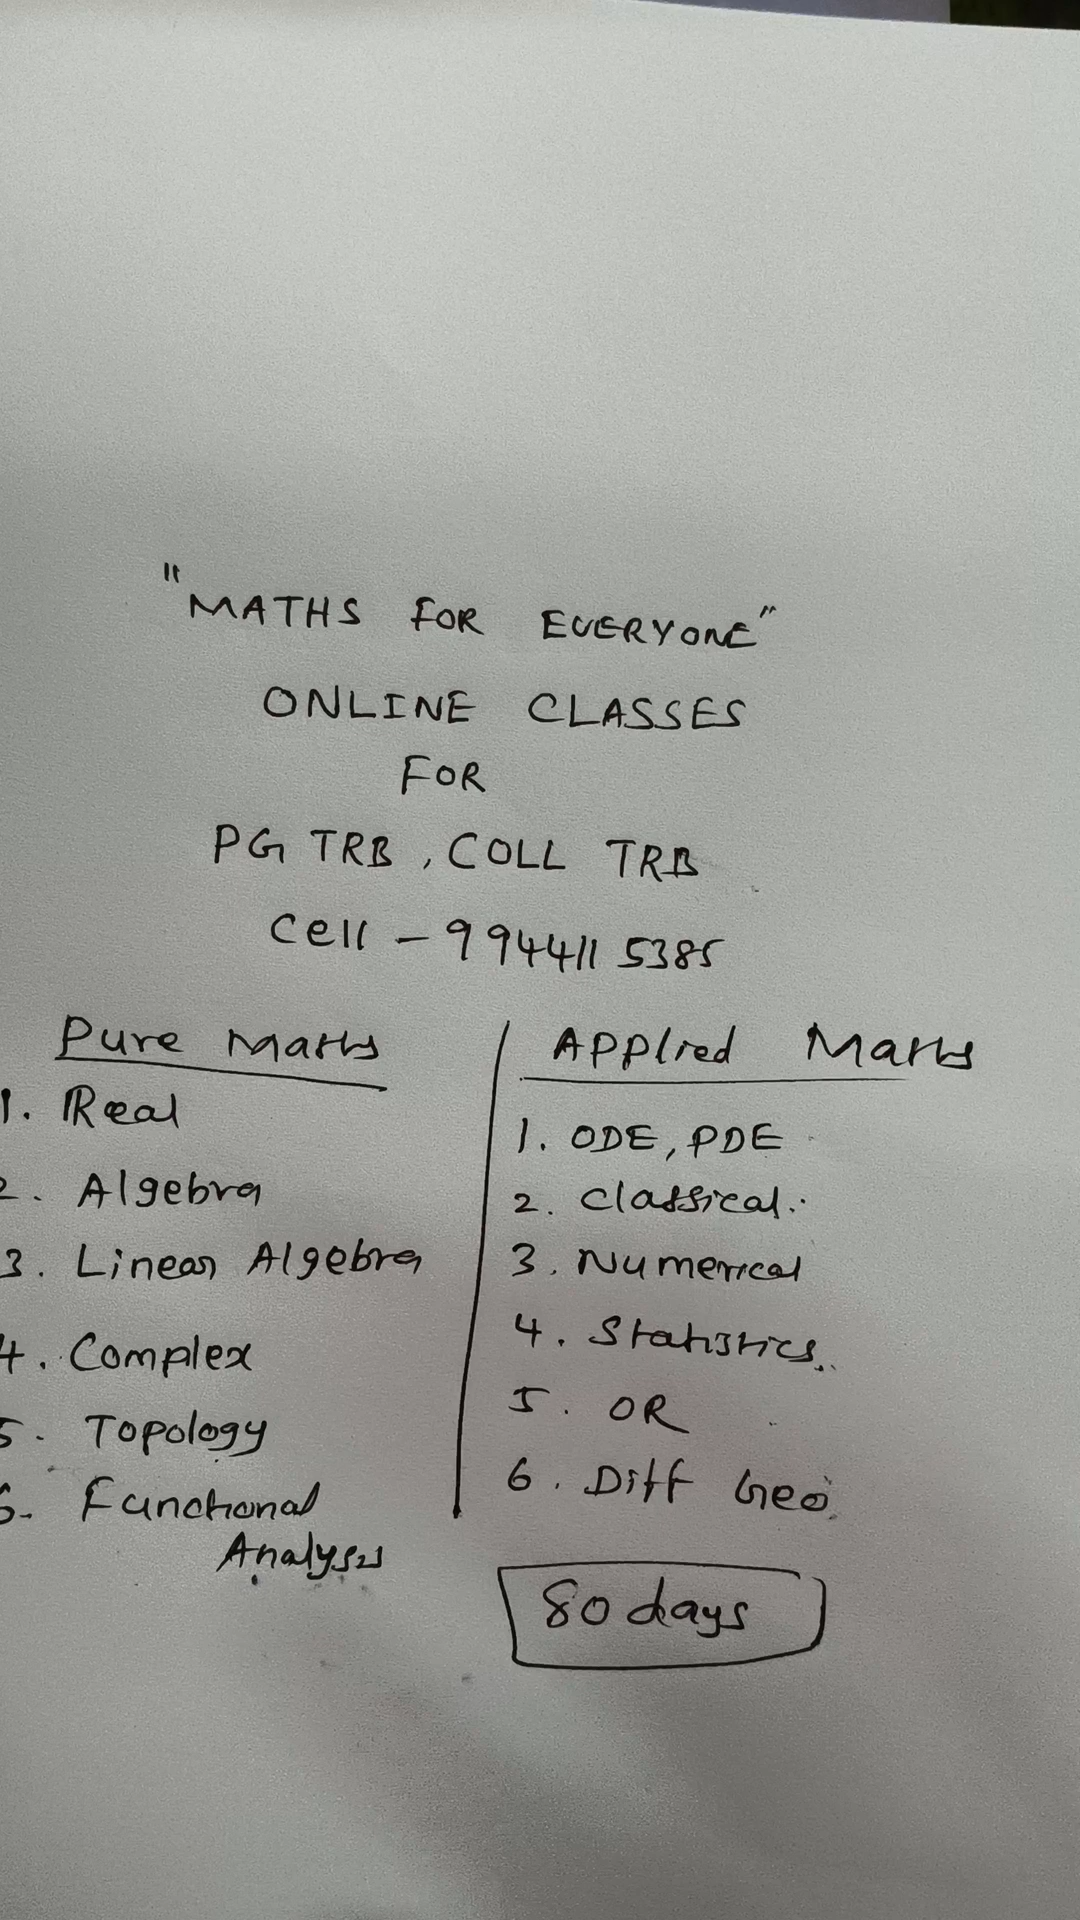 "MATHS FOR EVERYONE"
ONLINE CLASSES
FOR
PG TRB, COLL TRB
Cell - 9944115385
Pure Maths
1. Real
2. Algebra
3. Linear Algebra
4. Complex
5. Topology
6. Functional
Analysis
Applied Maths
1. ODE, PDE
2. Classical.
3. Numerical
4. Statistics
5. OR
6. Diff Geo
80 days